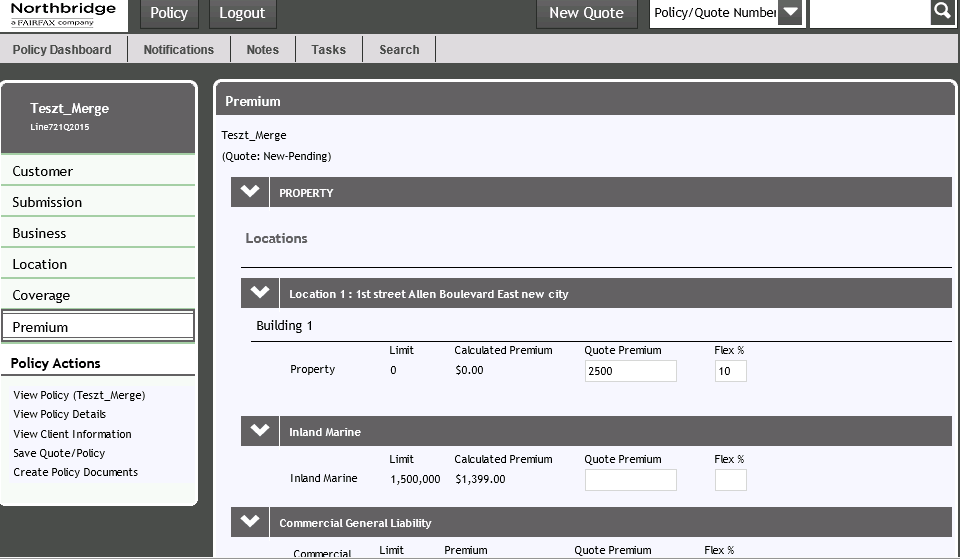 Northbridge
a FAIRFAX company
Policy Logout New Quote Policy/Quote Number
Policy Dashboard Notifications Notes Tasks Search
Teszt_Merge
Line721Q2015
Customer
Submission
Business
Location
Coverage
Premium
Policy Actions
View Policy (Teszt_Merge)
View Policy Details
View Client Information
Save Quote/Policy
Create Policy Documents
Premium
Teszt_Merge
(Quote: New-Pending)
PROPERTY
Locations
Location 1 : 1st street Allen Boulevard East new city
Building 1
Limit Calculated Premium Quote Premium Flex %
Property 0 $0.00 2500 10
Inland Marine
Limit Calculated Premium Quote Premium Flex %
Inland Marine 1,500,000 $1,399.00
Commercial General Liability
Limit Premium Quote Premium Flex %
Commercial